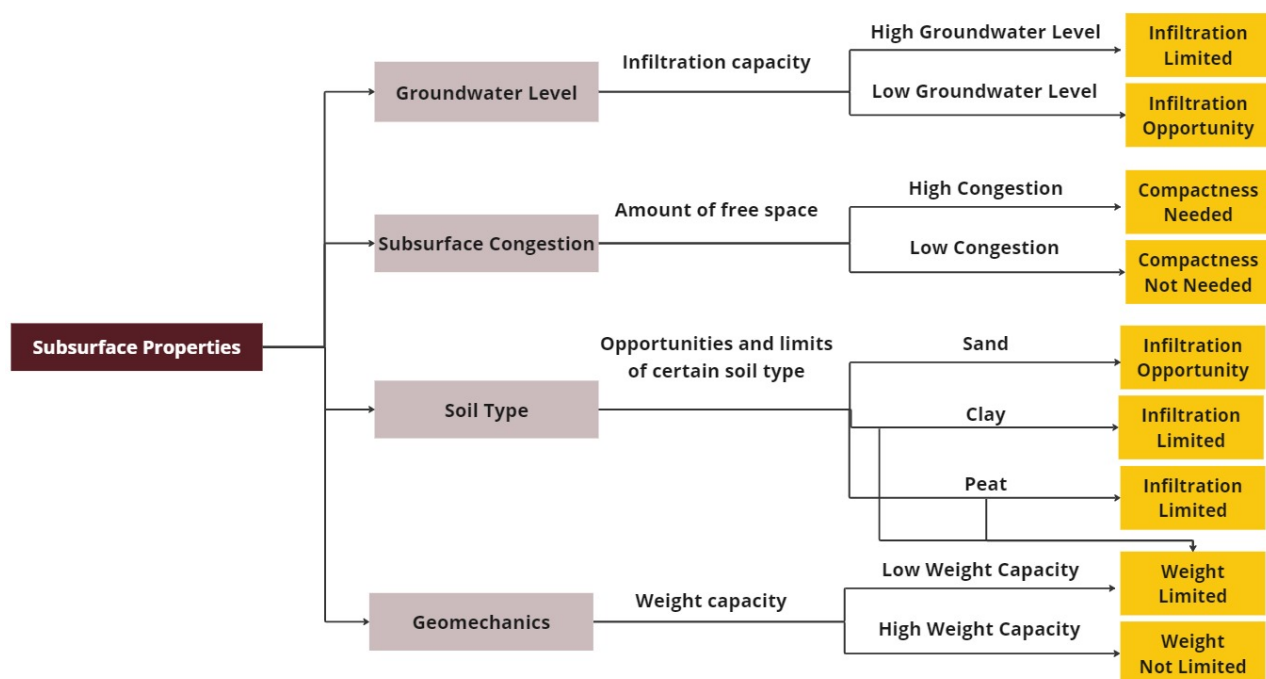 Subsurface Properties
Groundwater Level
Infiltration capacity
High Groundwater Level
Infiltration
Limited
Low Groundwater Level
Infiltration
Opportunity
Subsurface Congestion
Amount of free space
High Congestion
Compactness
Needed
Low Congestion
Compactness
Not Needed
Soil Type
Opportunities and limits
of certain soil type
Sand
Infiltration
Opportunity
Clay
Infiltration
Limited
Peat
Infiltration
Limited
Geomechanics
Weight capacity
Low Weight Capacity
Weight
Limited
High Weight Capacity
Weight
Not Limited